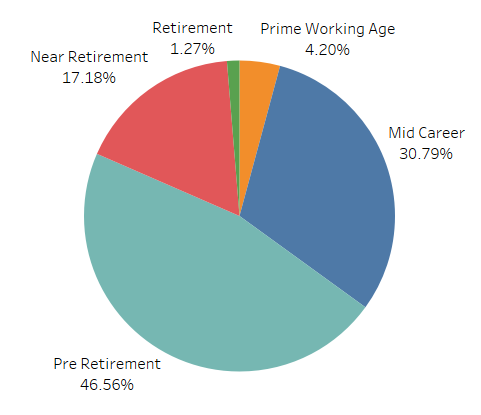 Retirement
1.27%
Prime Working Age
4.20%
Near Retirement
17.18%
Mid Career
30.79%
Pre Retirement
46.56%